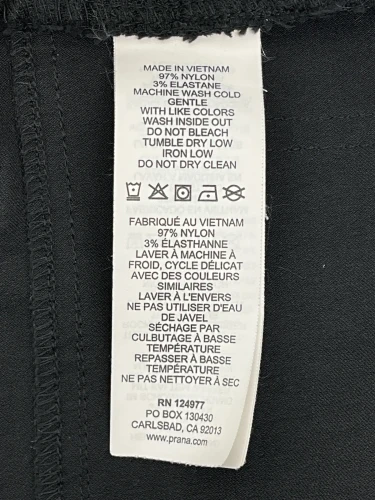 MADE IN VIETNAM
97% NYLON
3% ELASTANE
MACHINE WASH COLD
GENTLE
WITH LIKE COLORS
WASH INSIDE OUT
DO NOT BLEACH
TUMBLE DRY LOW
IRON LOW
DO NOT DRY CLEAN
FABRIQUÉ AU VIETNAM
97% NYLON
3% ÉLASTHANNE
LAVER À MACHINE À
FROID, CYCLE DÉLICAT
AVEC DES COULEURS
SIMILAIRES
LAVER À L'ENVERS
NE PAS UTILISER D'EAU
DE JAVEL
SÉCHAGE PAR
CULBUTAGE À BASSE
TEMPÉRATURE
REPASSER À BASSE
TEMPÉRATURE
NE PAS NETTOYER À SEC
RN 124977
PO BOX 130430
CARLSBAD, CA 92013
www.prana.com